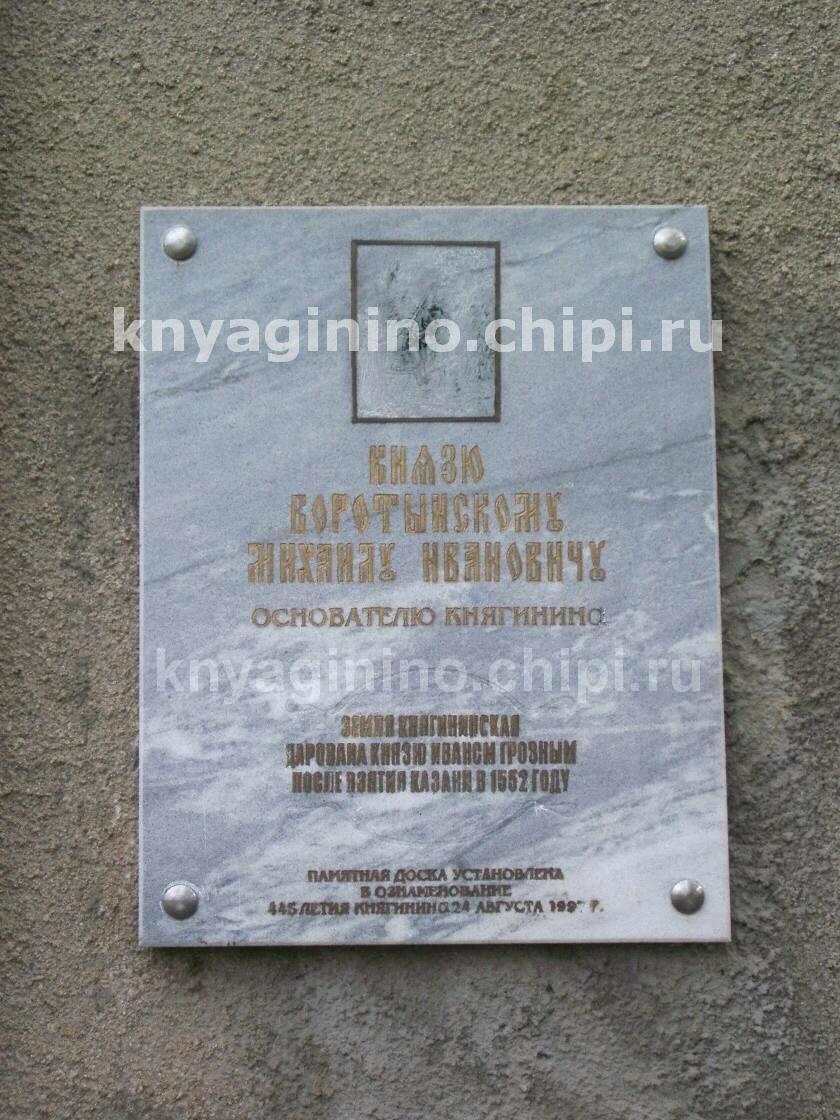 knyaginino.chipi.ru
КНЯЗЮ
ВОРОТЫНСКОМУ
МИХАИЛУ ИВАНОВИЧУ
ОСНОВАТЕЛЮ КНЯГИНИНО
knyaginino.chipi.ru
ЗЕМЛЯ КНЯГИНИНСКАЯ
ДАРОВАНА КНЯЗЮ ИВАНОМ ГРОЗНЫМ
ПОСЛЕ ВЗЯТИЯ КАЗАНИ В 1552 ГОДУ
ПАМЯТНАЯ ДОСКА УСТАНОВЛЕНА
В ОЗНАМЕНОВАНИЕ
445 ЛЕТИЯ КНЯГИНИНО 24 АВГУСТА 1997 Г.